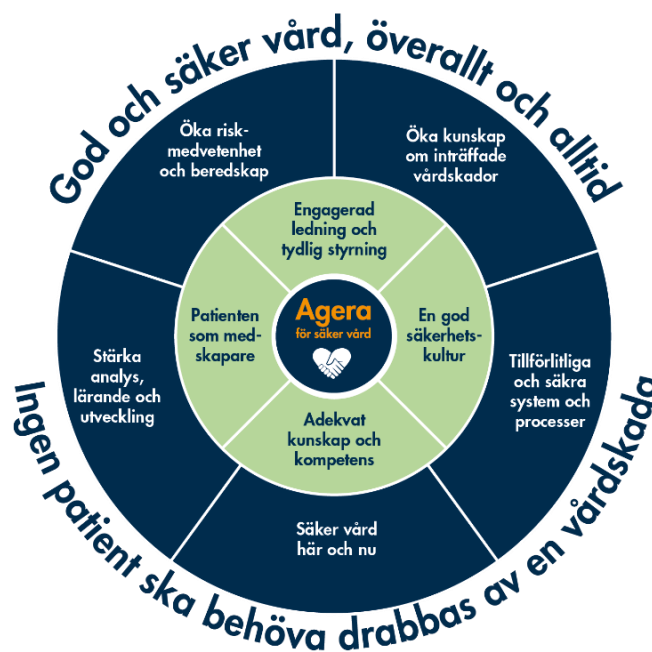 God och säker vård, överallt och alltid
Öka risk-
medvetenhet
och beredskap
Öka kunskap
om inträffade
vårdskador
Engagerad
ledning och
tydlig styrning
Patienten
som med-
skapare
Agera
för säker vård
En god
säkerhets-
kultur
Stärka
analys,
lärande och
utveckling
Tillförlitliga
och säkra
system och
processer
Adekvat
kunskap och
kompetens
Säker vård
här och nu
Ingen patient ska behöva drabbas av en vårdskada